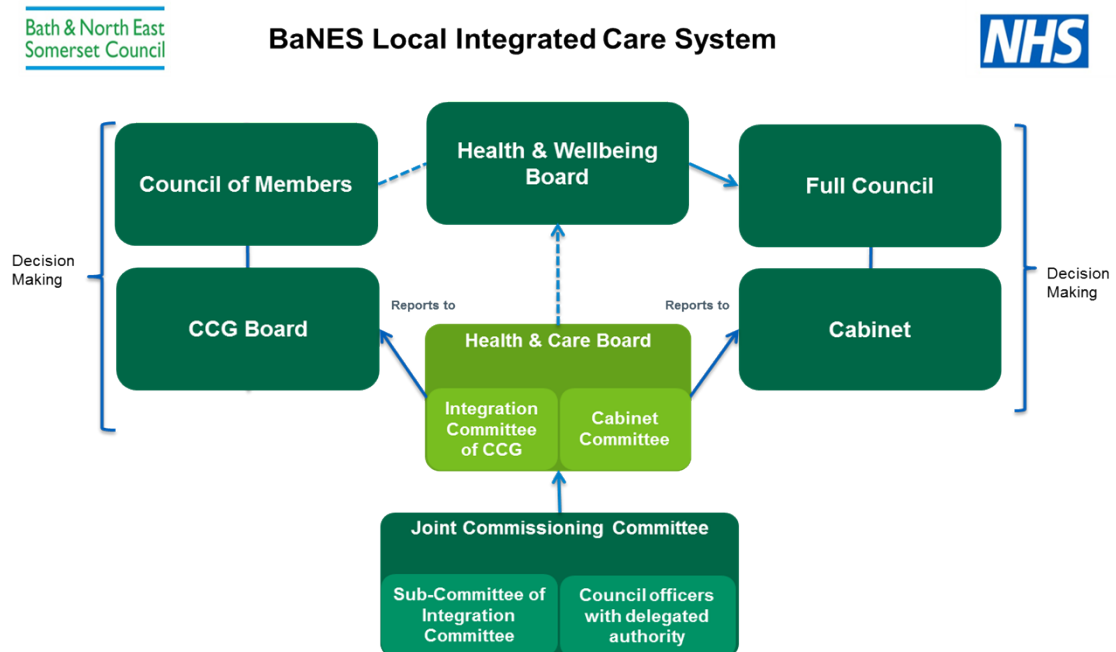 Bath & North East
Somerset Council
BaNES Local Integrated Care System
NHS
Council of Members
Health & Wellbeing
Board
Full Council
Decision
Making
Decision
Making
CCG Board
Reports to
Reports to
Cabinet
Health & Care Board
Integration
Committee
of CCG
Cabinet
Committee
Joint Commissioning Committee
Sub-Committee of
Integration
Committee
Council officers
with delegated
authority